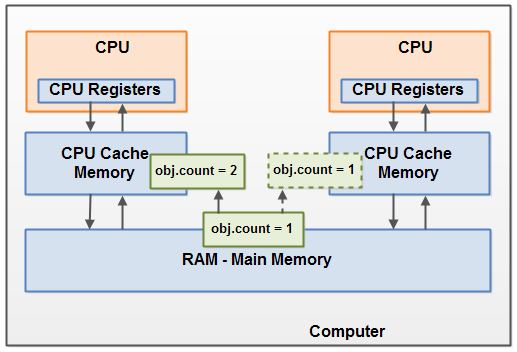 CPU
CPU
CPU Registers
CPU Registers
CPU Cache
Memory
obj.count = 2
obj.count = 1
CPU Cache
Memory
obj.count = 1
RAM - Main Memory
Computer